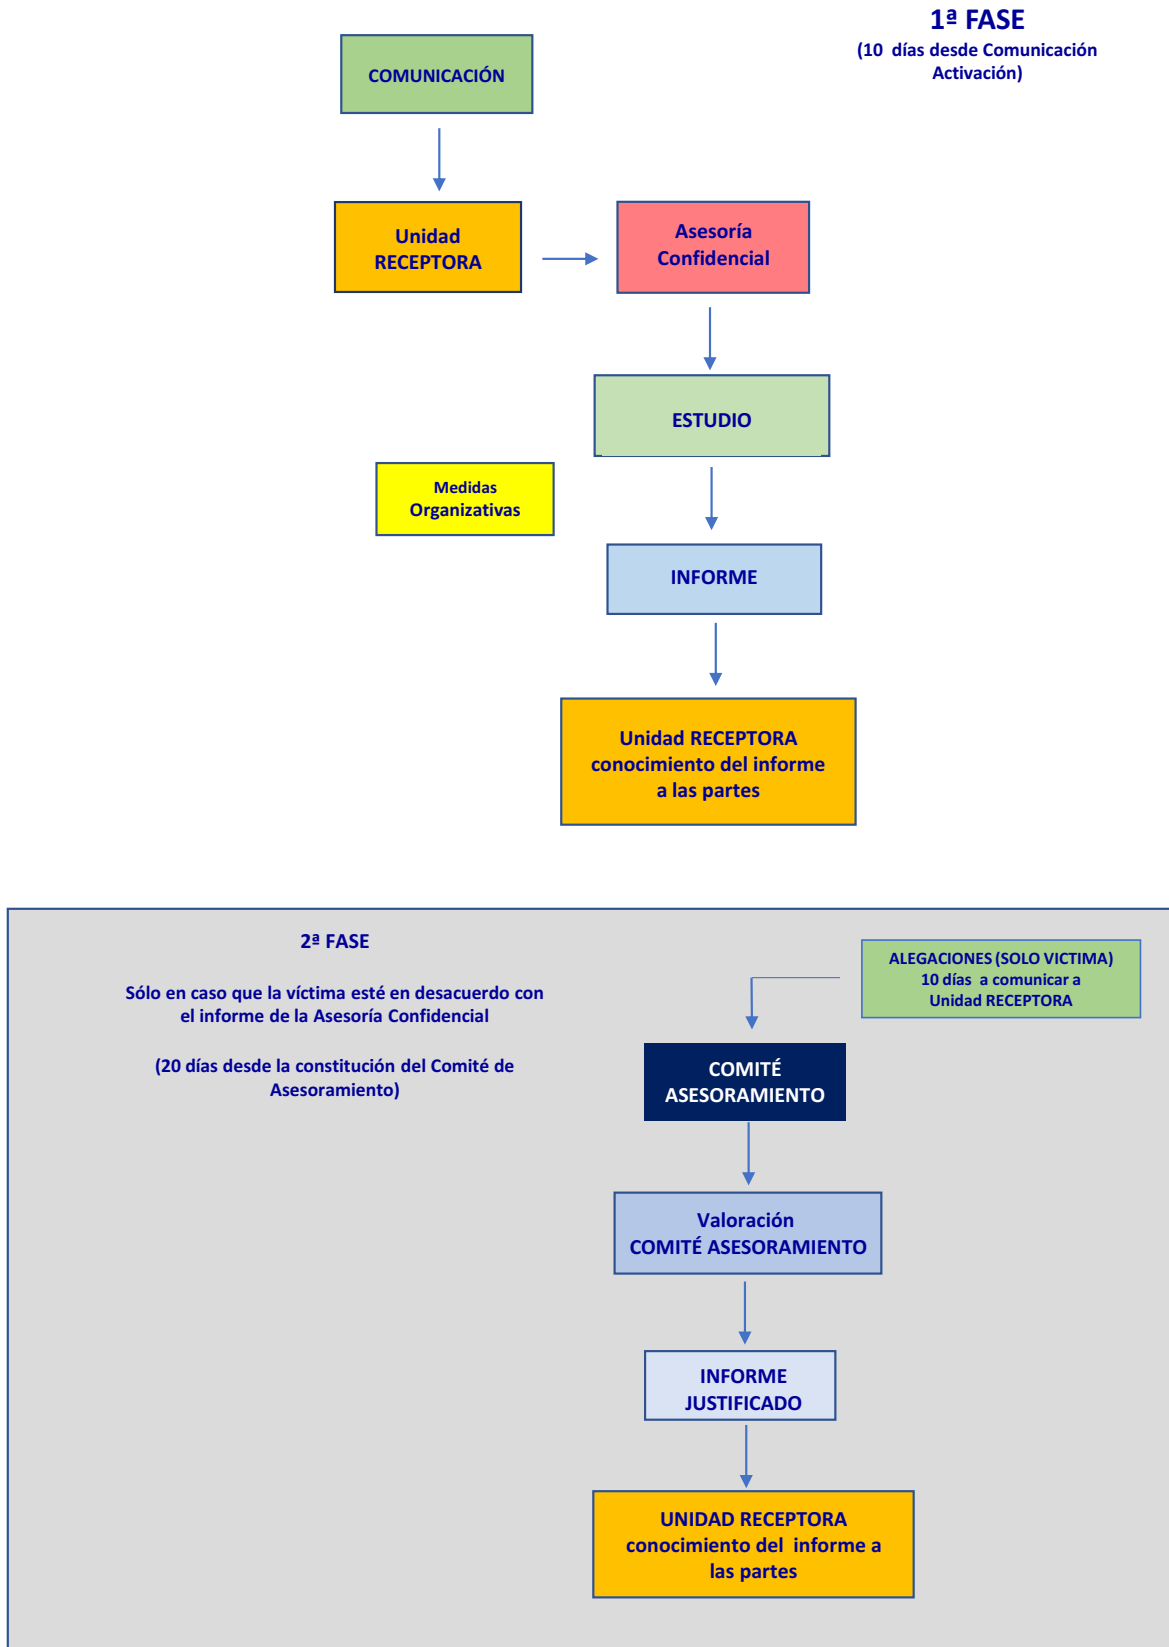 1ª FASE
(10 días desde Comunicación
Activación)
COMUNICACIÓN
Unidad
RECEPTORA
Asesoría
Confidencial
ESTUDIO
Medidas
Organizativas
INFORME
Unidad RECEPTORA
conocimiento del informe
a las partes
2ª FASE
Sólo en caso que la víctima esté en desacuerdo con
el informe de la Asesoría Confidencial
(20 días desde la constitución del Comité de
Asesoramiento)
ALEGACIONES (SOLO VICTIMA)
10 días a comunicar a
Unidad RECEPTORA
COMITÉ
ASESORAMIENTO
Valoración
COMITÉ ASESORAMIENTO
INFORME
JUSTIFICADO
UNIDAD RECEPTORA
conocimiento del informe a
las partes